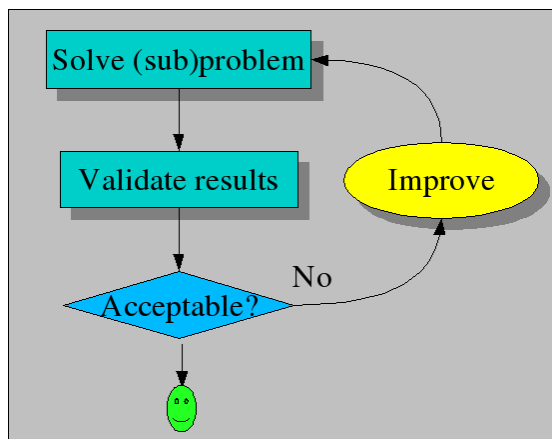 Solve (sub)problem
Validate results
Improve
No
Acceptable?